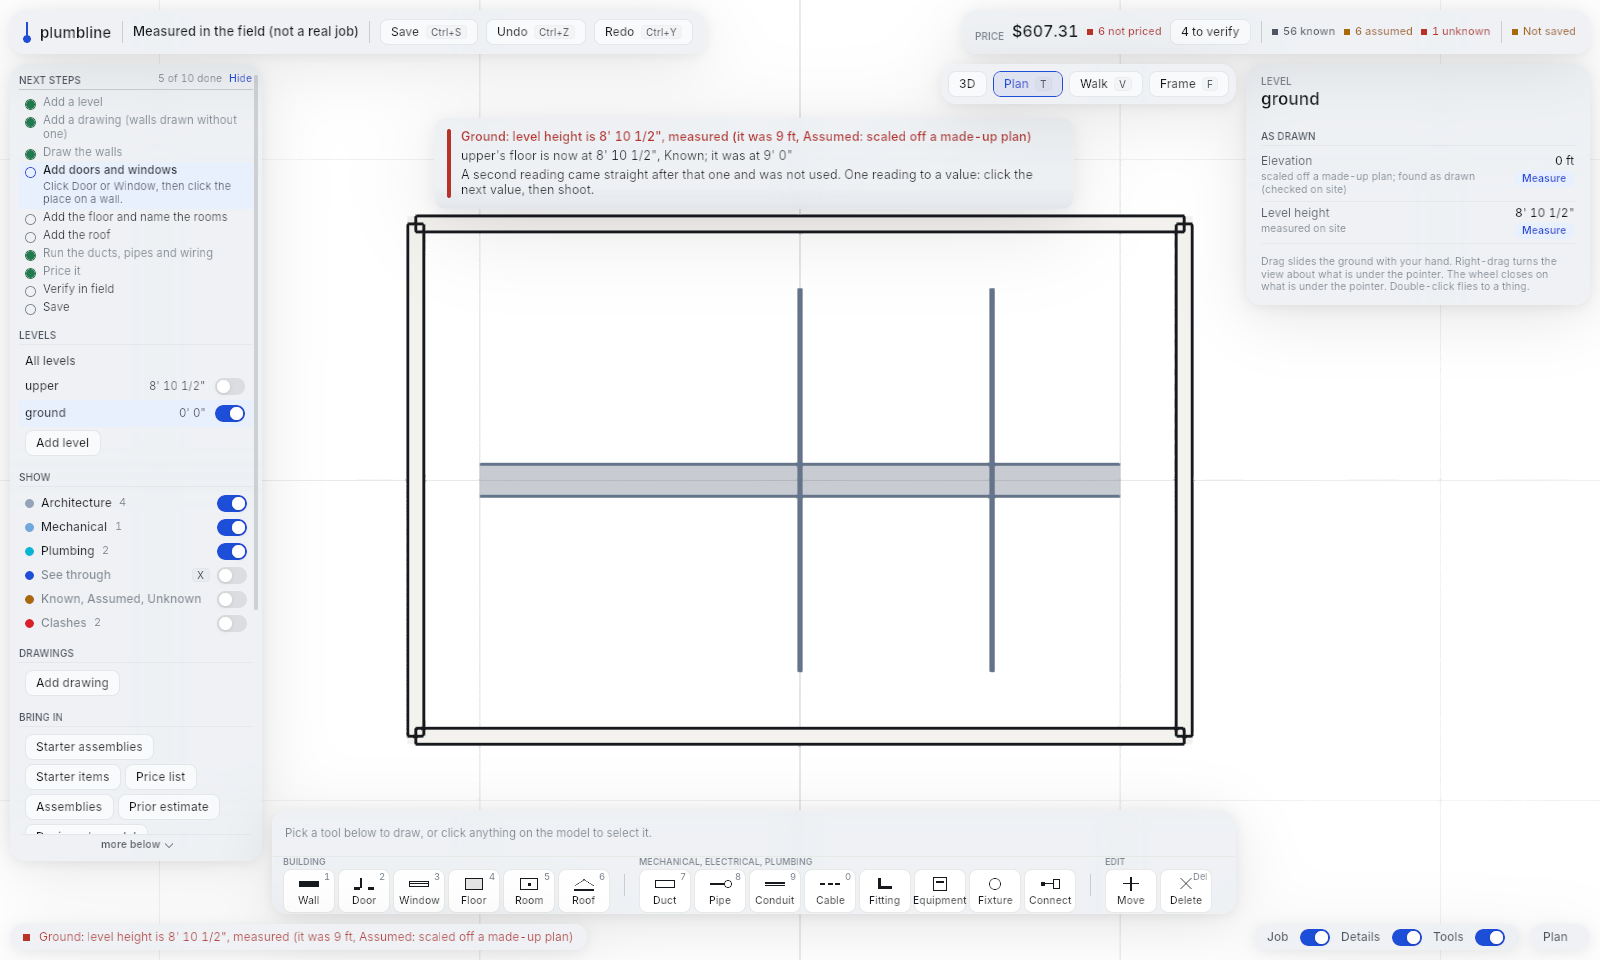 plumbline
Measured in the field (not a real job)
Save Ctrl+S
Undo Ctrl+Z
Redo Ctrl+Y
PRICE $607.31 6 not priced
4 to verify
56 known 6 assumed 1 unknown
Not saved
NEXT STEPS 5 of 10 done Hide
Add a level
Add a drawing (walls drawn without
one)
Draw the walls
Add doors and windows
Click Door or Window, then click the
place on a wall.
Add the floor and name the rooms
Add the roof
Run the ducts, pipes and wiring
Price it
Verify in field
Save
LEVELS
All levels
upper 8' 10 1/2"
ground 0' 0"
Add level
SHOW
Architecture 4
Mechanical 1
Plumbing 2
See through X
Known, Assumed, Unknown
Clashes 2
DRAWINGS
Add drawing
BRING IN
Starter assemblies
Starter items Price list
Assemblies Prior estimate
more below
3D
Plan T
Walk V
Frame F
Ground: level height is 8' 10 1/2", measured (it was 9 ft, Assumed: scaled off a made-up plan)
upper's floor is now at 8' 10 1/2", Known; it was at 9' 0"
A second reading came straight after that one and was not used. One reading to a value: click the
next value, then shoot.
LEVEL
ground
AS DRAWN
Elevation 0 ft
scaled off a made-up plan; found as drawn
(checked on site)
Measure
Level height 8' 10 1/2"
measured on site
Measure
Drag slides the ground with your hand. Right-drag turns the
view about what is under the pointer. The wheel closes on
what is under the pointer. Double-click flies to a thing.
Pick a tool below to draw, or click anything on the model to select it.
BUILDING
Wall 1
Door 2
Window 3
Floor 4
Room 5
Roof 6
MECHANICAL, ELECTRICAL, PLUMBING
Duct 7
Pipe 8
Conduit 9
Cable 0
Fitting
Equipment
Fixture
Connect
EDIT
Move
Delete Del
Ground: level height is 8' 10 1/2", measured (it was 9 ft, Assumed: scaled off a made-up plan)
Job
Details
Tools
Plan